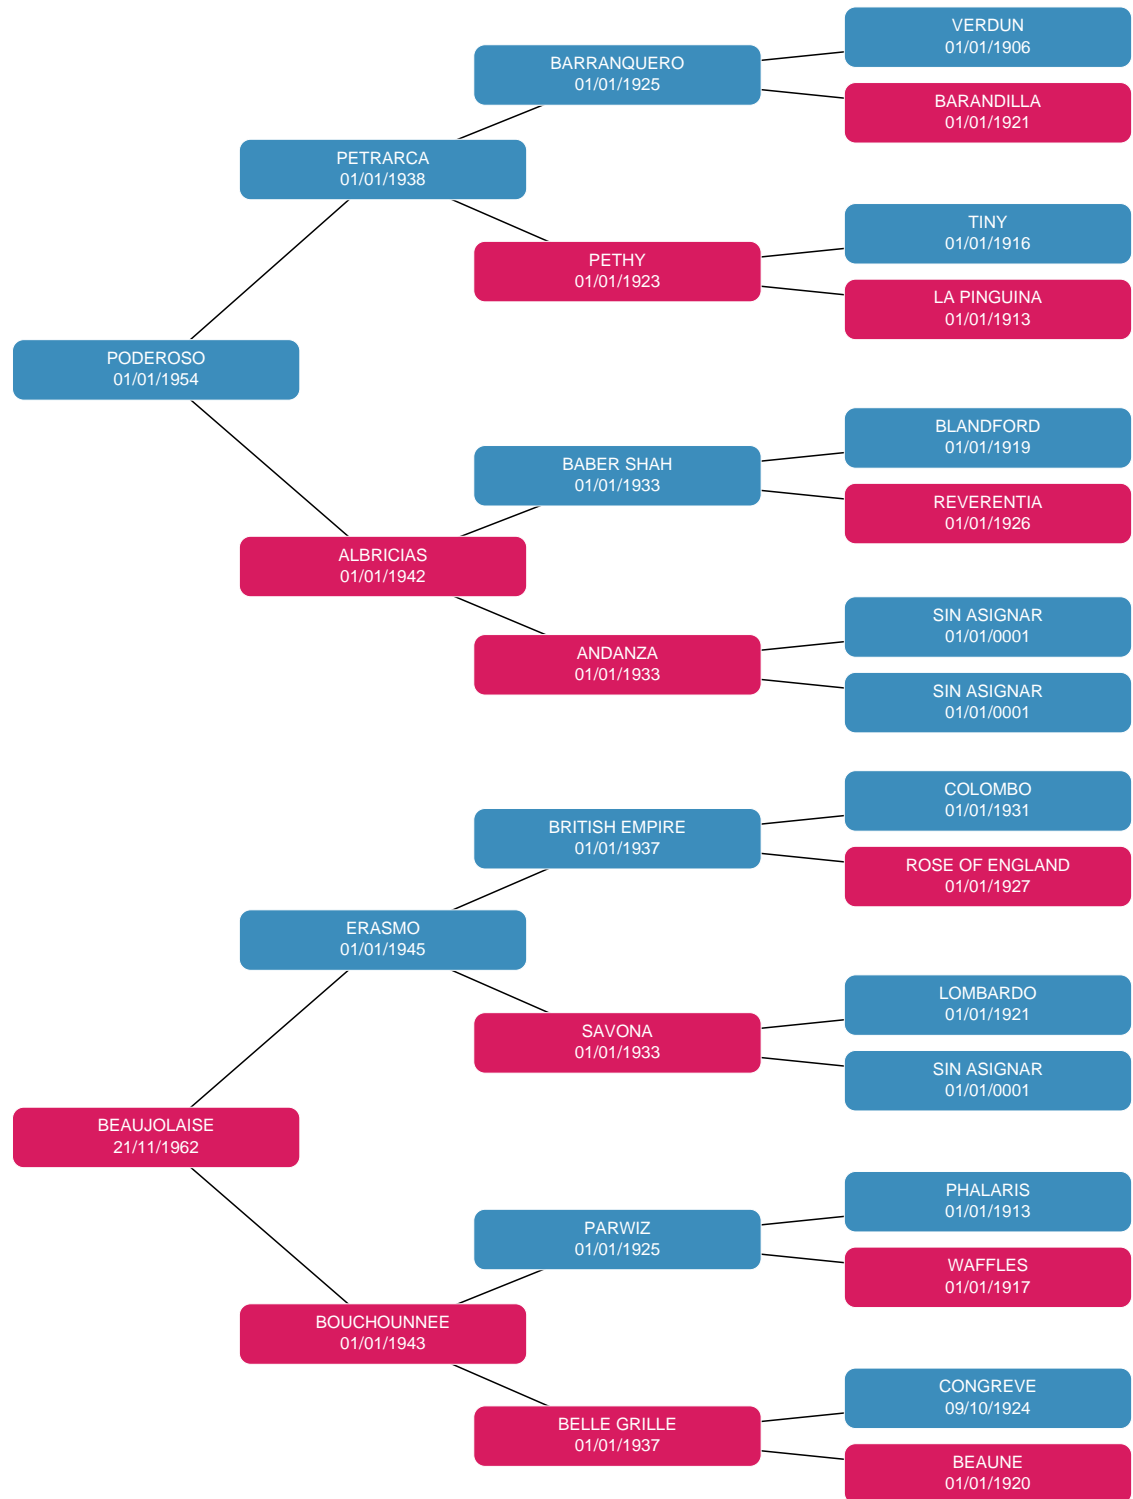 VERDUN
01/01/1906
BARRANQUERO
01/01/1925
BARANDILLA
01/01/1921
PETRARCA
01/01/1938
TINY
01/01/1916
PETHY
01/01/1923
LA PINGUINA
01/01/1913
PODEROSO
01/01/1954
BLANDFORD
01/01/1919
BABER SHAH
01/01/1933
REVERENTIA
01/01/1926
ALBRICIAS
01/01/1942
SIN ASIGNAR
01/01/0001
ANDANZA
01/01/1933
SIN ASIGNAR
01/01/0001
COLOMBO
01/01/1931
BRITISH EMPIRE
01/01/1937
ROSE OF ENGLAND
01/01/1927
ERASMO
01/01/1945
LOMBARDO
01/01/1921
SAVONA
01/01/1933
SIN ASIGNAR
01/01/0001
BEAUJOLAISE
21/11/1962
PHALARIS
01/01/1913
PARWIZ
01/01/1925
WAFFLES
01/01/1917
BOUCHOUNNEE
01/01/1943
CONGREVE
09/10/1924
BELLE GRILLE
01/01/1937
BEAUNE
01/01/1920